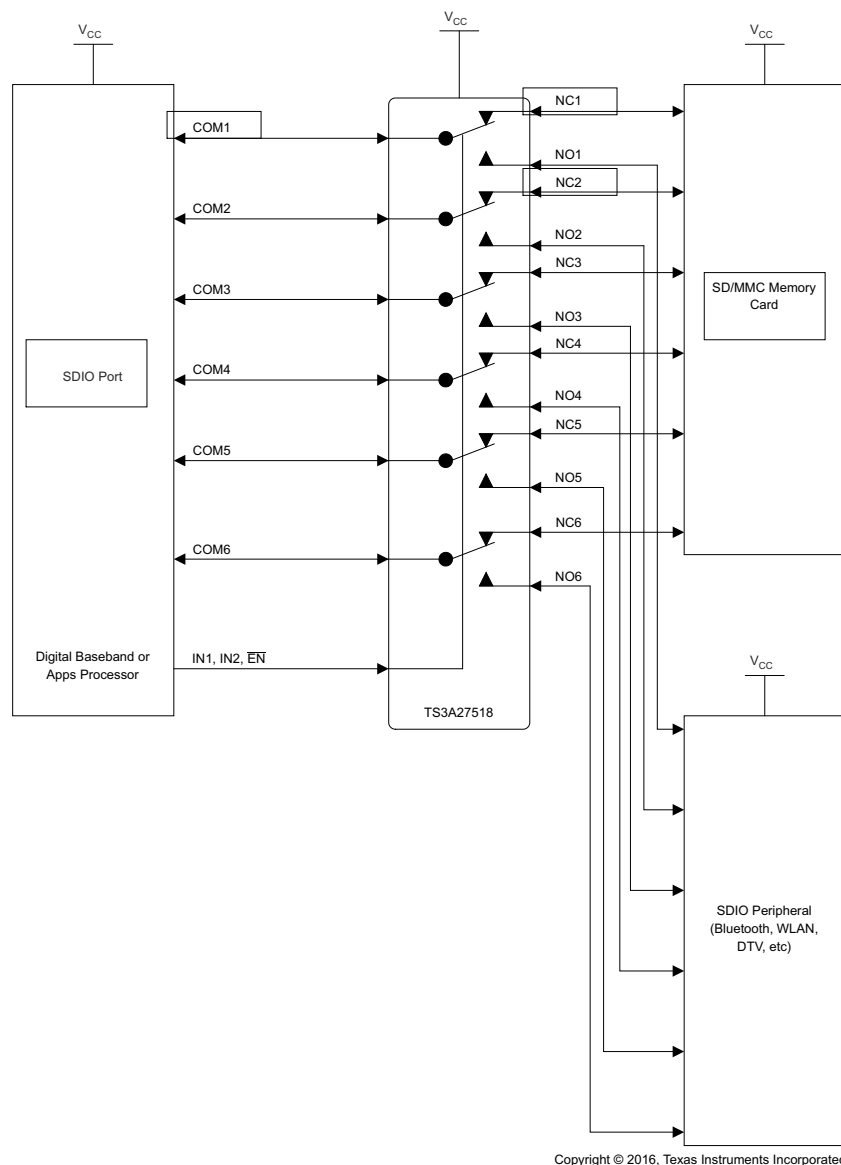 VCC
VCC
VCC
COM1
NC1
NO1
NC2
COM2
NO2
NC3
COM3
SD/MMC Memory
Card
NO3
NC4
SDIO Port
COM4
NO4
NC5
COM5
NO5
NC6
COM6
NO6
Digital Baseband or
Apps Processor
IN1, IN2, E̅N̅
VCC
TS3A27518
SDIO Peripheral
(Bluetooth, WLAN,
DTV, etc)
Copyright © 2016, Texas Instruments Incorporated